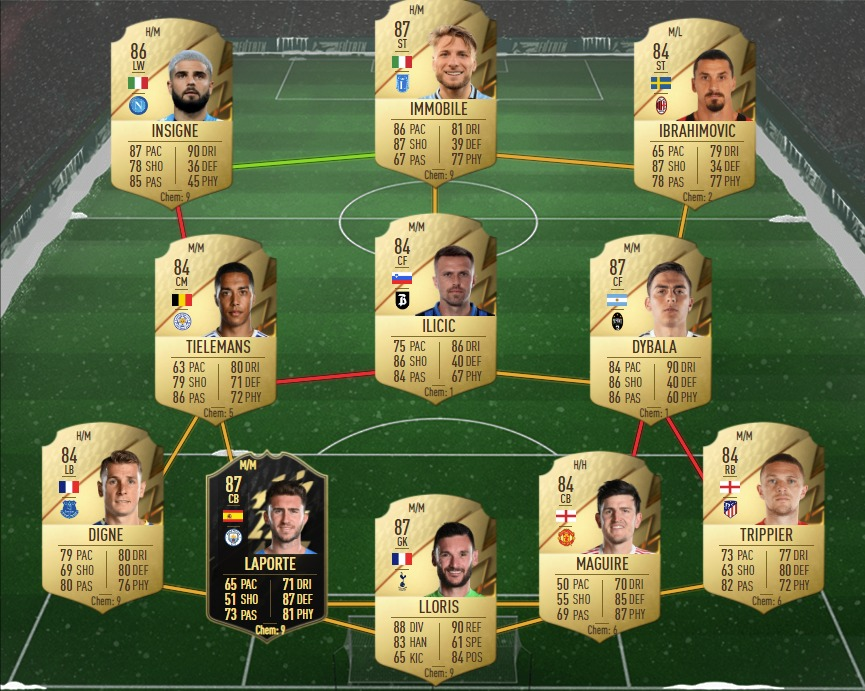 H/M
86
LW
INSIGNE
87 PAC 90 DRI
78 SHO 36 DEF
85 PAS 45 PHY
Chem: 9
H/M
87
ST
IMMOBILE
86 PAC 81 DRI
87 SHO 39 DEF
67 PAS 77 PHY
Chem: 9
M/L
84
ST
IBRAHIMOVIC
65 PAC 79 DRI
87 SHO 34 DEF
78 PAS 77 PHY
Chem: 2
M/M
84
CM
TIELEMANS
63 PAC 80 DRI
79 SHO 71 DEF
86 PAS 72 PHY
Chem: 5
M/M
84
CF
ILICIC
75 PAC 86 DRI
86 SHO 40 DEF
84 PAS 67 PHY
Chem: 1
M/M
87
CF
DYBALA
84 PAC 90 DRI
86 SHO 40 DEF
86 PAS 60 PHY
Chem: 1
H/M
84
LB
DIGNE
79 PAC 80 DRI
69 SHO 80 DEF
80 PAS 76 PHY
Chem: 9
M/M
87
CB
LAPORTE
65 PAC 71 DRI
51 SHO 87 DEF
73 PAS 81 PHY
Chem: 9
M/M
87
GK
LLORIS
88 DIV 90 REF
83 HAN 61 SPE
65 KIC 84 POS
Chem: 9
H/H
84
CB
MAGUIRE
50 PAC 70 DRI
55 SHO 85 DEF
69 PAS 87 PHY
Chem: 6
M/M
84
RB
TRIPPIER
73 PAC 77 DRI
63 SHO 80 DEF
82 PAS 72 PHY
Chem: 6